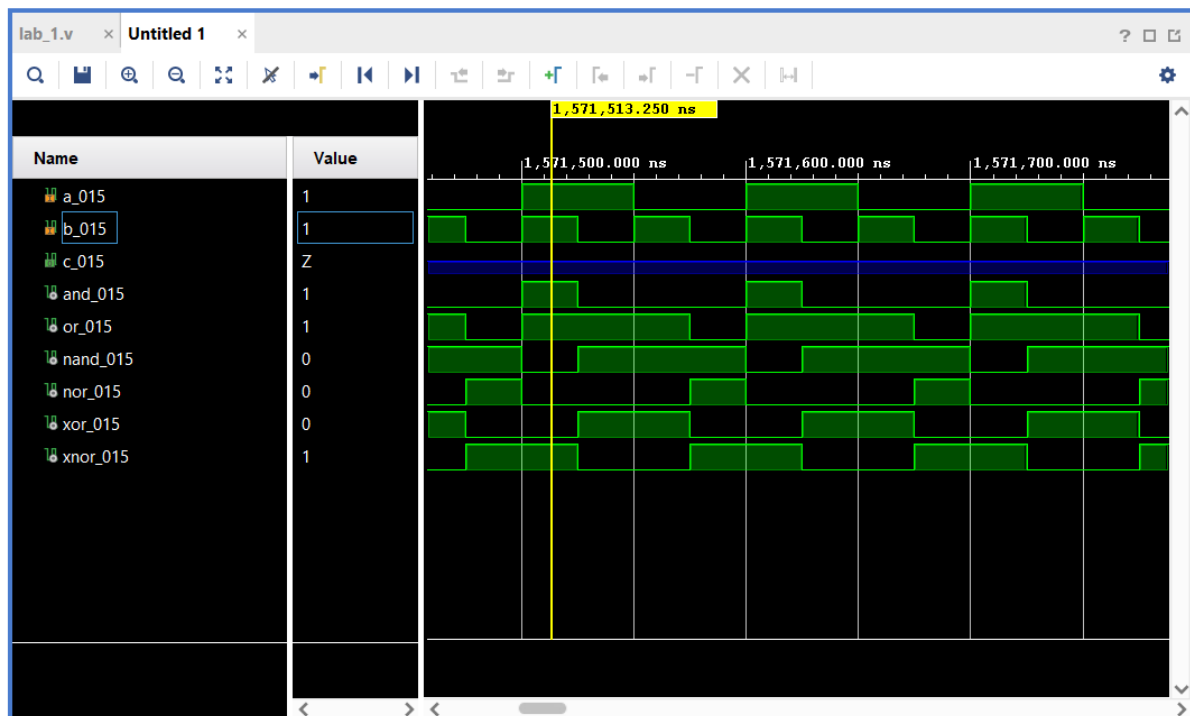 lab_1.v × Untitled 1 ×
1,571,513.250 ns
Name Value
1,571,500.000 ns 1,571,600.000 ns 1,571,700.000 ns
a_015 1
b_015 1
c_015 Z
and_015 1
or_015 1
nand_015 0
nor_015 0
xor_015 0
xnor_015 1